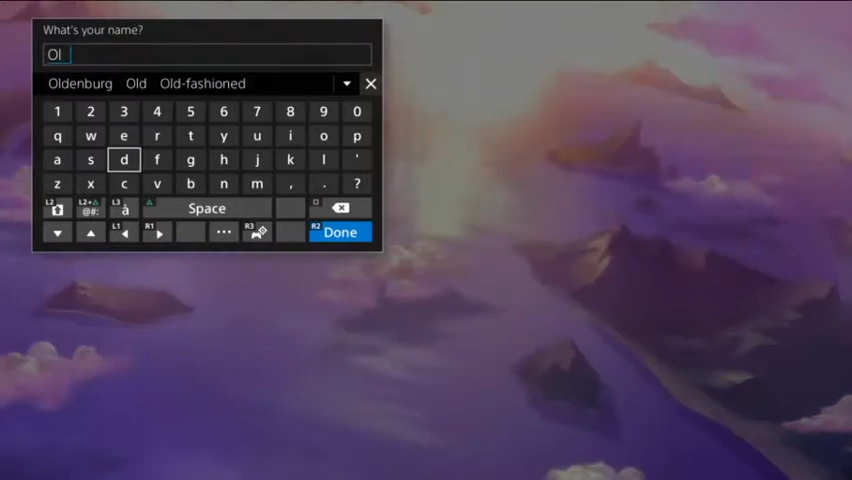 What's your name?
Ol
Oldenburg Old Old-fashioned
1 2 3 4 5 6 7 8 9 0
q w e r t y u i o p
a s d f g h j k l '
z x c v b n m , . ?
L2 L2+△ @#: L3 à △ Space
L1 R1 ... R3 R2 Done